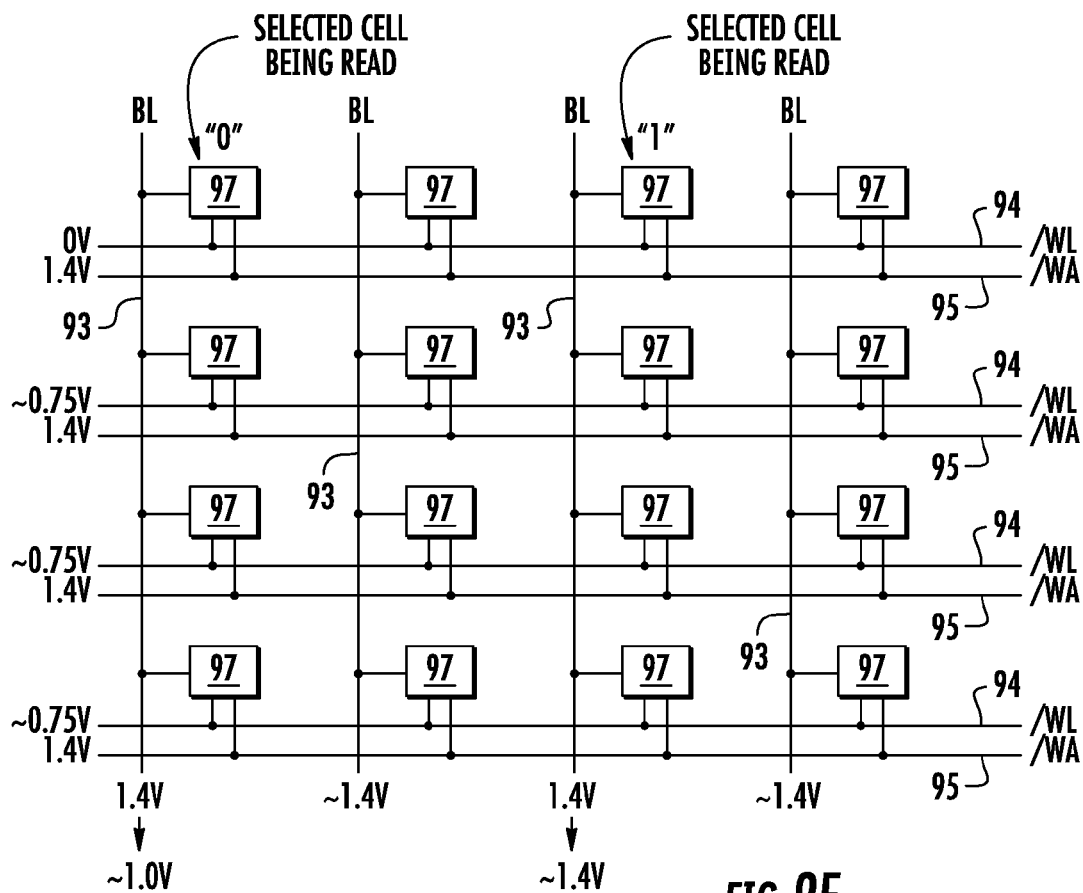 SELECTED CELL
BEING READ
SELECTED CELL
BEING READ
BL BL BL BL
"0" "1"
97 97 97 97
94
0V /WL
1.4V /WA
93 93 95
97 97 97 97
94
~0.75V /WL
1.4V /WA
93 95
97 97 97 97
94
~0.75V /WL
1.4V /WA
93 95
97 97 97 97
94
~0.75V /WL
1.4V /WA
95
1.4V ~1.4V 1.4V ~1.4V
~1.0V ~1.4V